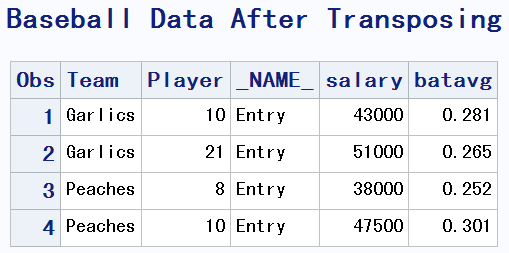 Baseball Data After Transposing
Obs Team Player _NAME_ salary batavg
1 Garlics 10 Entry 43000 0.281
2 Garlics 21 Entry 51000 0.265
3 Peaches 8 Entry 38000 0.252
4 Peaches 10 Entry 47500 0.301